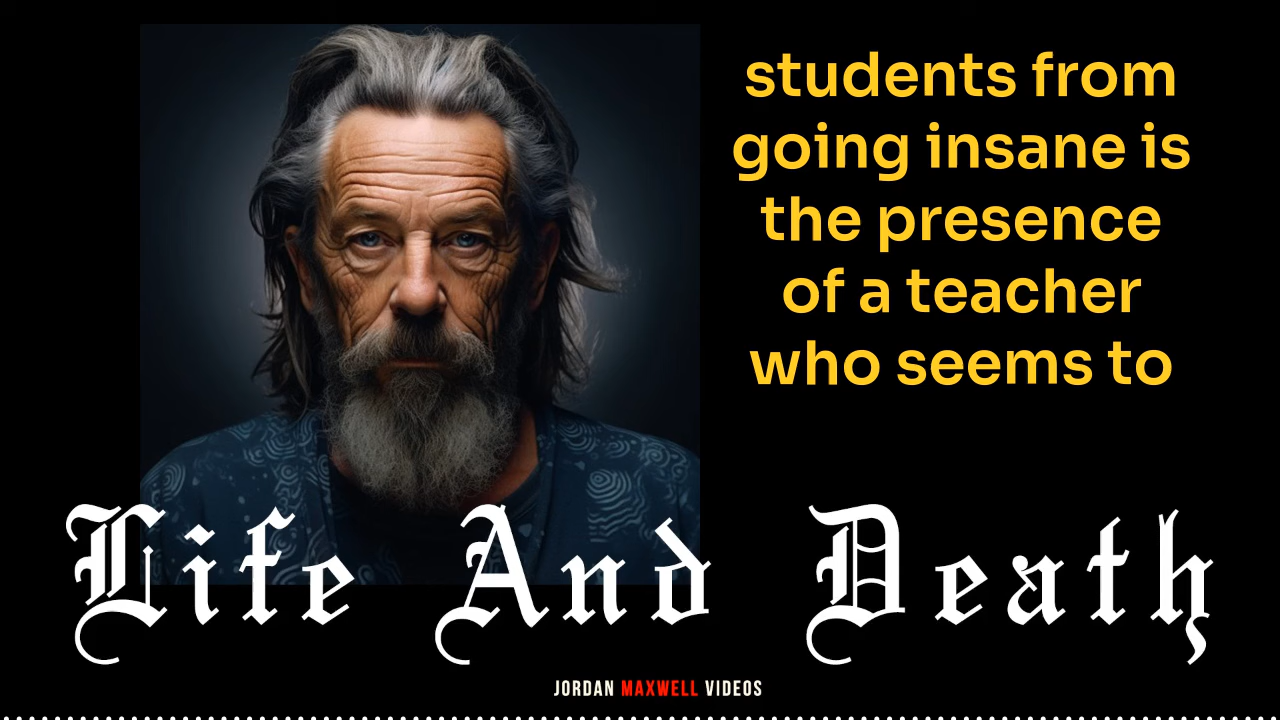 students from
going insane is
the presence
of a teacher
who seems to
Life And Death
JORDAN MAXWELL VIDEOS